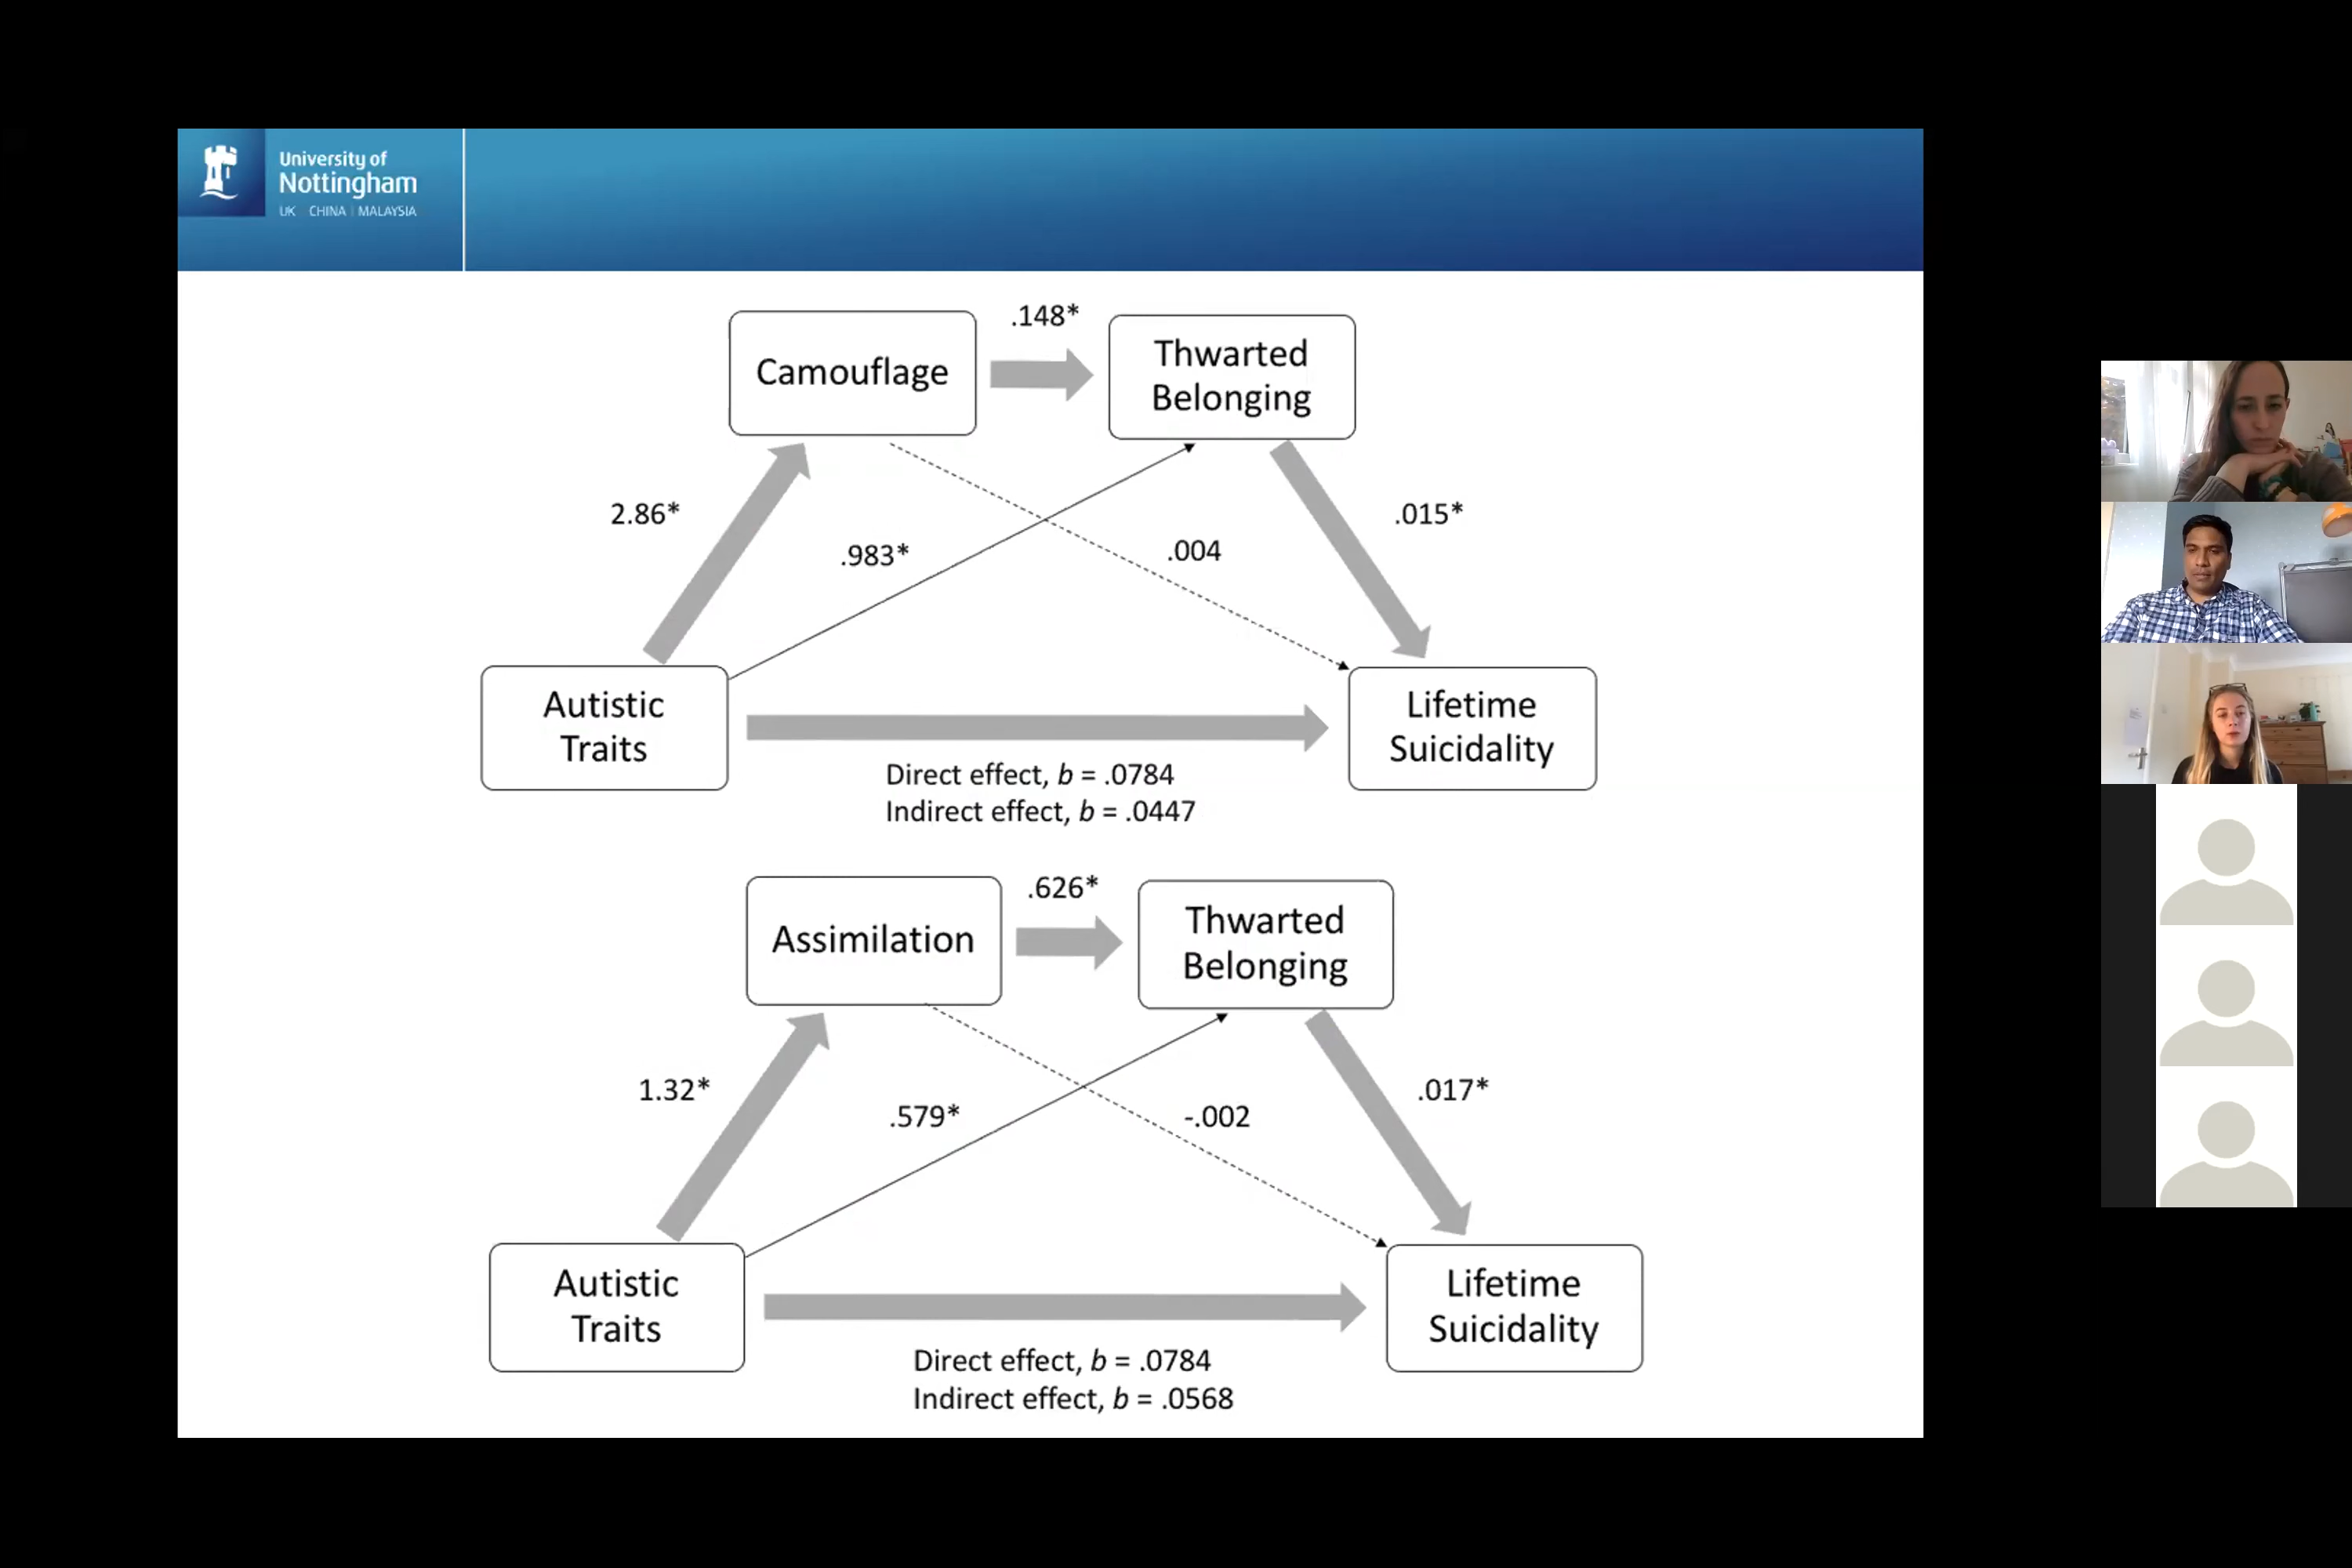 University of
Nottingham
UK | CHINA | MALAYSIA
.148*
Camouflage
Thwarted
Belonging
2.86*
.983*
.004
.015*
Autistic
Traits
Lifetime
Suicidality
Direct effect, b = .0784
Indirect effect, b = .0447
.626*
Assimilation
Thwarted
Belonging
1.32*
.579*
-.002
.017*
Autistic
Traits
Lifetime
Suicidality
Direct effect, b = .0784
Indirect effect, b = .0568